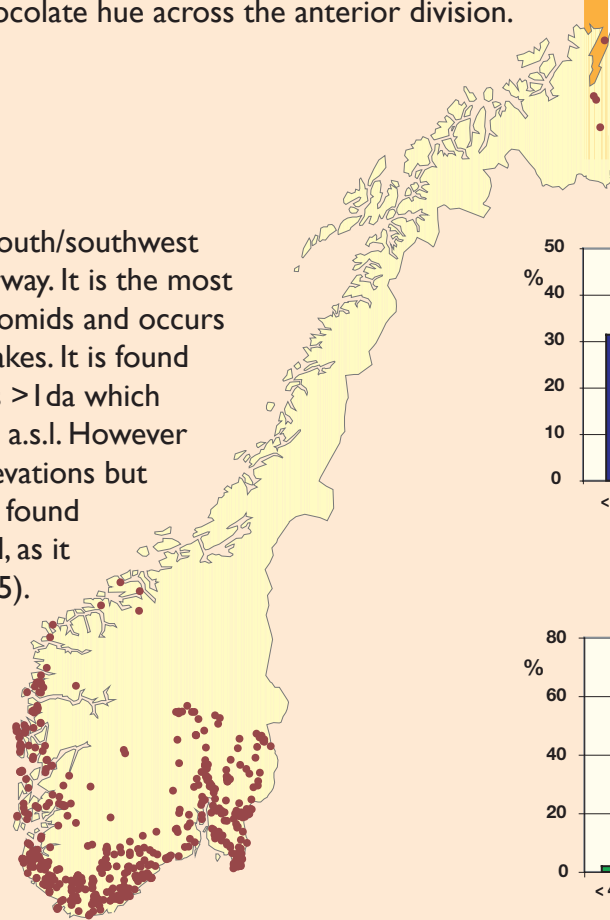 ocolate hue across the anterior division.
outh/southwest
way. It is the most
omids and occurs
akes. It is found
>1da which
a.s.l. However
evations but
found
l, as it
5).
50
%
40
30
20
10
0
<
80
%
60
40
20
0
< 4